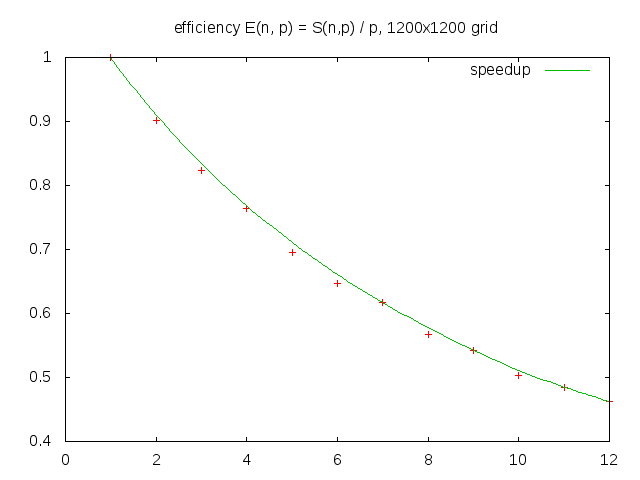 efficiency E(n, p) = S(n,p) / p, 1200x1200 grid
speedup
1
0.9
0.8
0.7
0.6
0.5
0.4
0 2 4 6 8 10 12